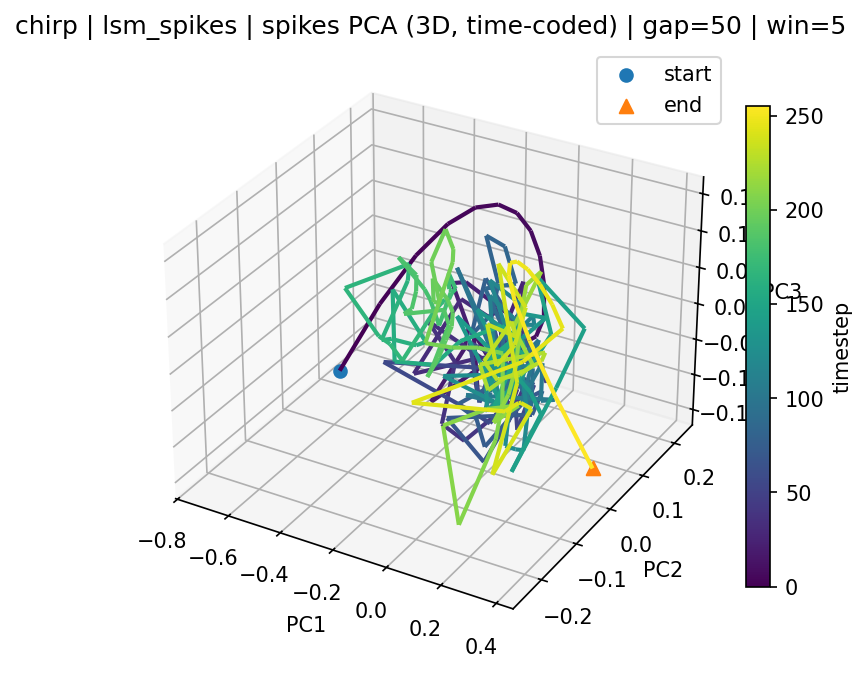 chirp | lsm_spikes | spikes PCA (3D, time-coded) | gap=50 | win=5
start
end
250
200
150
100
50
0
timestep
PC3
0.2
0.1
0.0
−0.1
−0.2
PC2
−0.8
−0.6
−0.4
−0.2
0.0
0.2
0.4
PC1